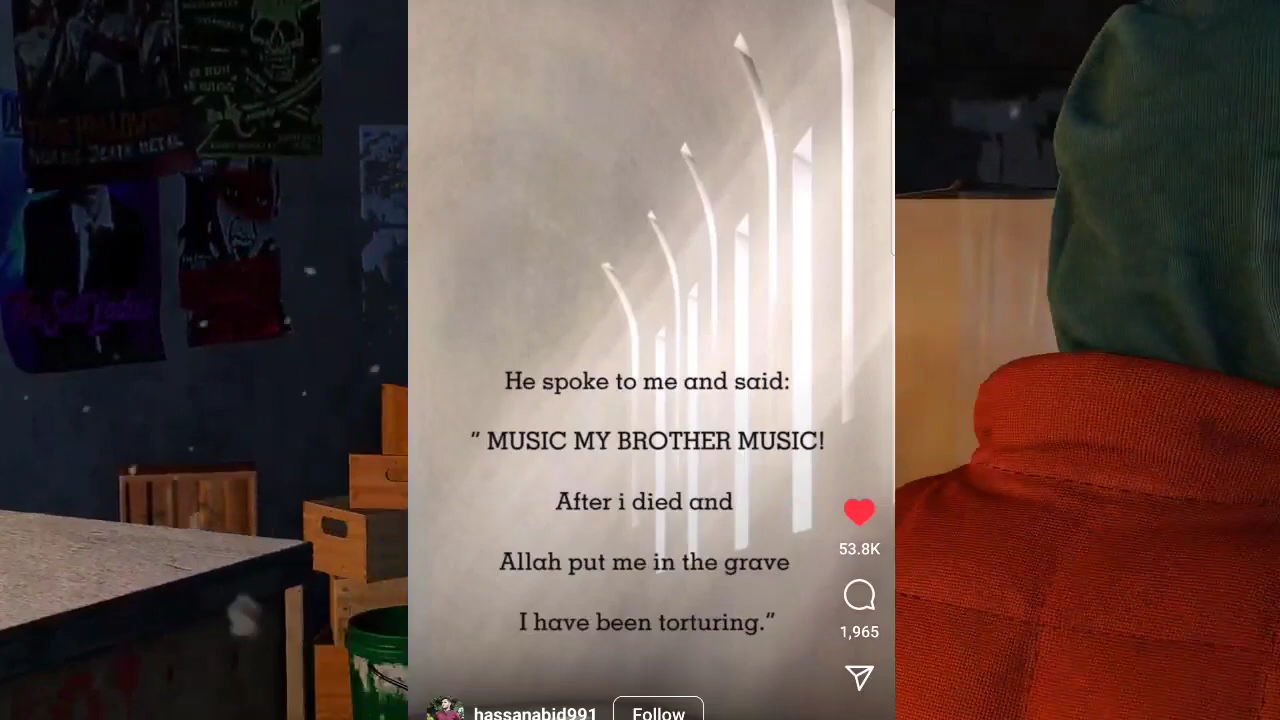 He spoke to me and said:
“ MUSIC MY BROTHER MUSIC!
After i died and
Allah put me in the grave
I have been torturing.”
53.8K
1,965
hassanabid991
Follow